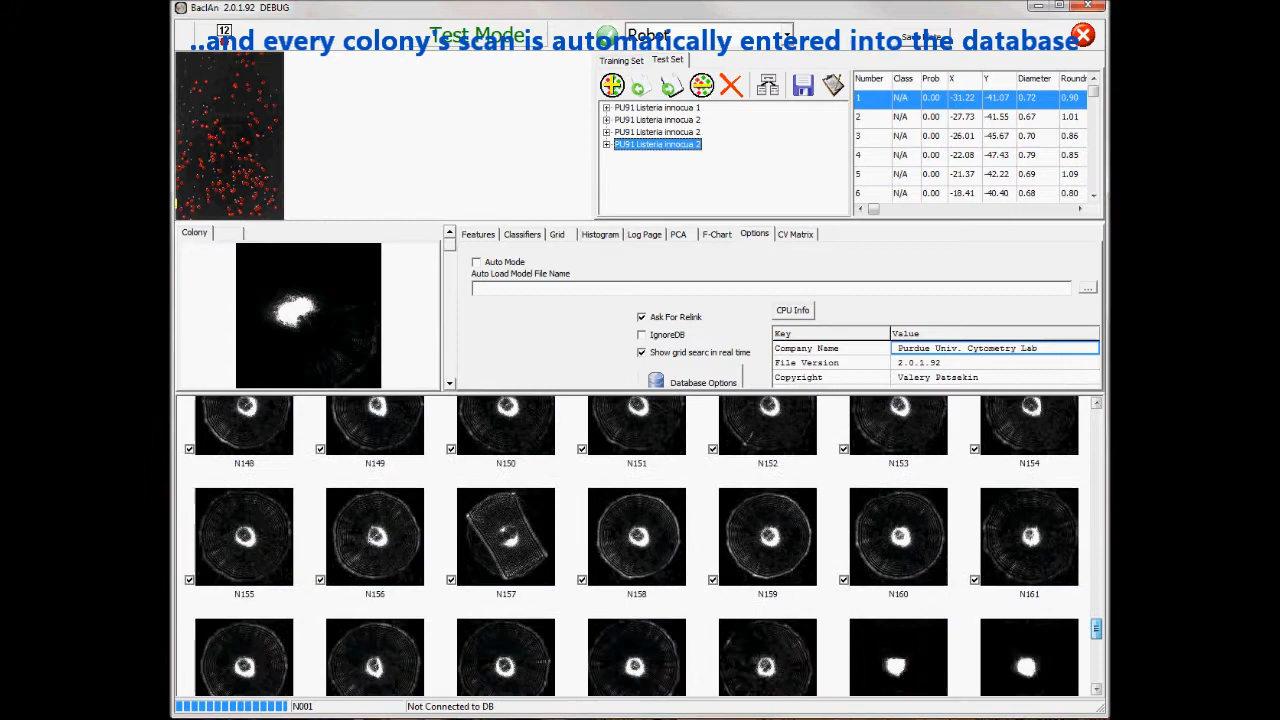 BacIAn 2.0.1.92 DEBUG
12
Test Mode
Robot
..and every colony's scan is automatically entered into the database
Training Set Test Set
PU91 Listeria innocua 1
PU91 Listeria innocua 2
PU91 Listeria innocua 2
PU91 Listeria innocua 2
Number Class Prob X Y Diameter Roundr
1 N/A 0.00 -31.22 -41.07 0.72 0.90
2 N/A 0.00 -27.73 -41.55 0.67 1.01
3 N/A 0.00 -26.01 -45.67 0.70 0.86
4 N/A 0.00 -22.08 -47.43 0.79 0.85
5 N/A 0.00 -21.37 -42.22 0.69 1.09
6 N/A 0.00 -18.41 -40.40 0.68 0.80
Colony
Features Classifiers Grid Histogram Log Page PCA F-Chart Options CV Matrix
Auto Mode
Auto Load Model File Name
...
Ask For Relink
IgnoreDB
Show grid searc in real time
Database Options
CPU Info
Key Value
Company Name Purdue Univ. Cytometry Lab
File Version 2.0.1.92
Copyright Valery Patsekin
N148 N149 N150 N151 N152 N153 N154
N155 N156 N157 N158 N159 N160 N161
N001 Not Connected to DB